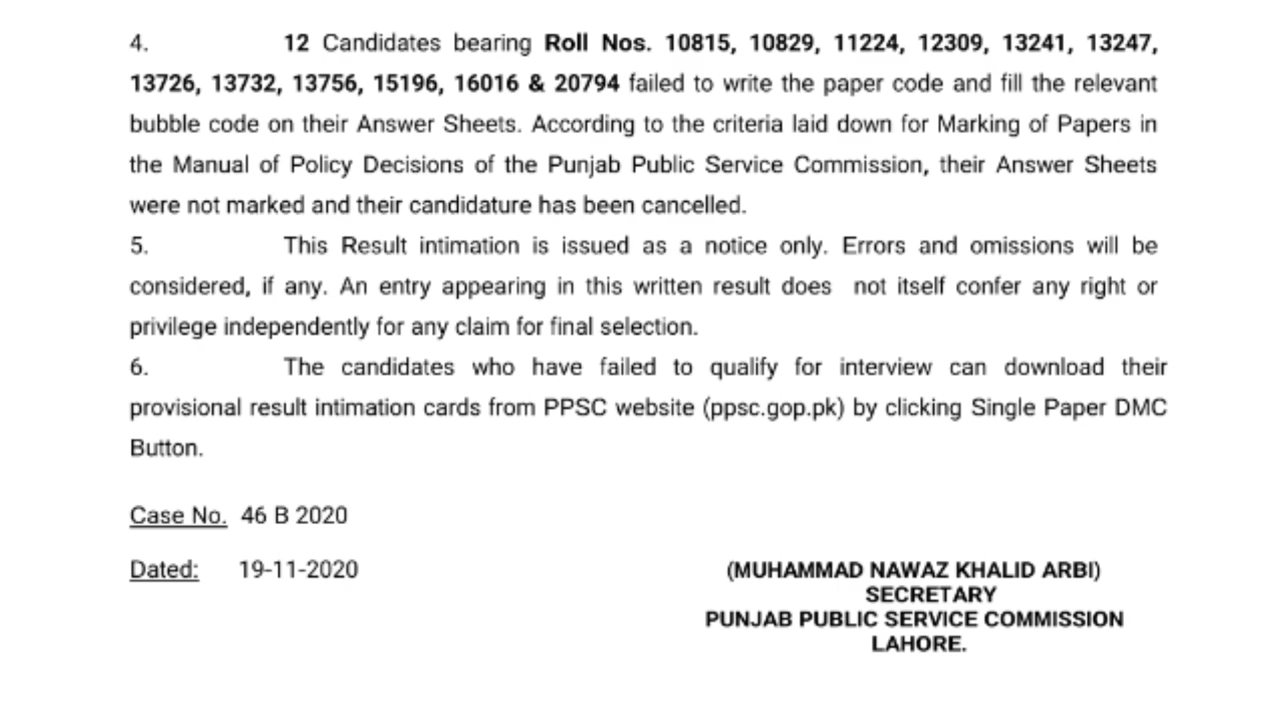 4. 12 Candidates bearing Roll Nos. 10815, 10829, 11224, 12309, 13241, 13247,
13726, 13732, 13756, 15196, 16016 & 20794 failed to write the paper code and fill the relevant
bubble code on their Answer Sheets. According to the criteria laid down for Marking of Papers in
the Manual of Policy Decisions of the Punjab Public Service Commission, their Answer Sheets
were not marked and their candidature has been cancelled.
5. This Result intimation is issued as a notice only. Errors and omissions will be
considered, if any. An entry appearing in this written result does not itself confer any right or
privilege independently for any claim for final selection.
6. The candidates who have failed to qualify for interview can download their
provisional result intimation cards from PPSC website (ppsc.gop.pk) by clicking Single Paper DMC
Button.
Case No. 46 B 2020
Dated: 19-11-2020
(MUHAMMAD NAWAZ KHALID ARBI)
SECRETARY
PUNJAB PUBLIC SERVICE COMMISSION
LAHORE.